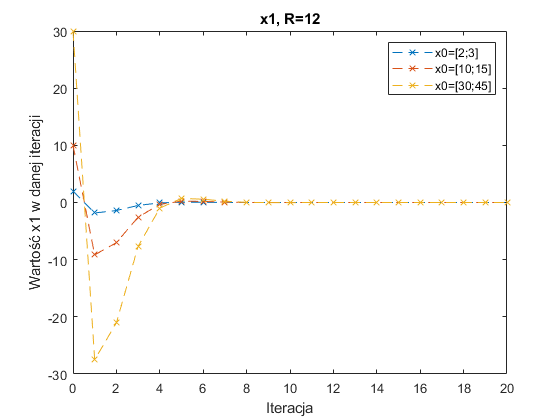 x1, R=12
x0=[2;3]
x0=[10;15]
x0=[30;45]
Wartość x1 w danej iteracji
30
20
10
0
-10
-20
-30
0 2 4 6 8 10 12 14 16 18 20
Iteracja